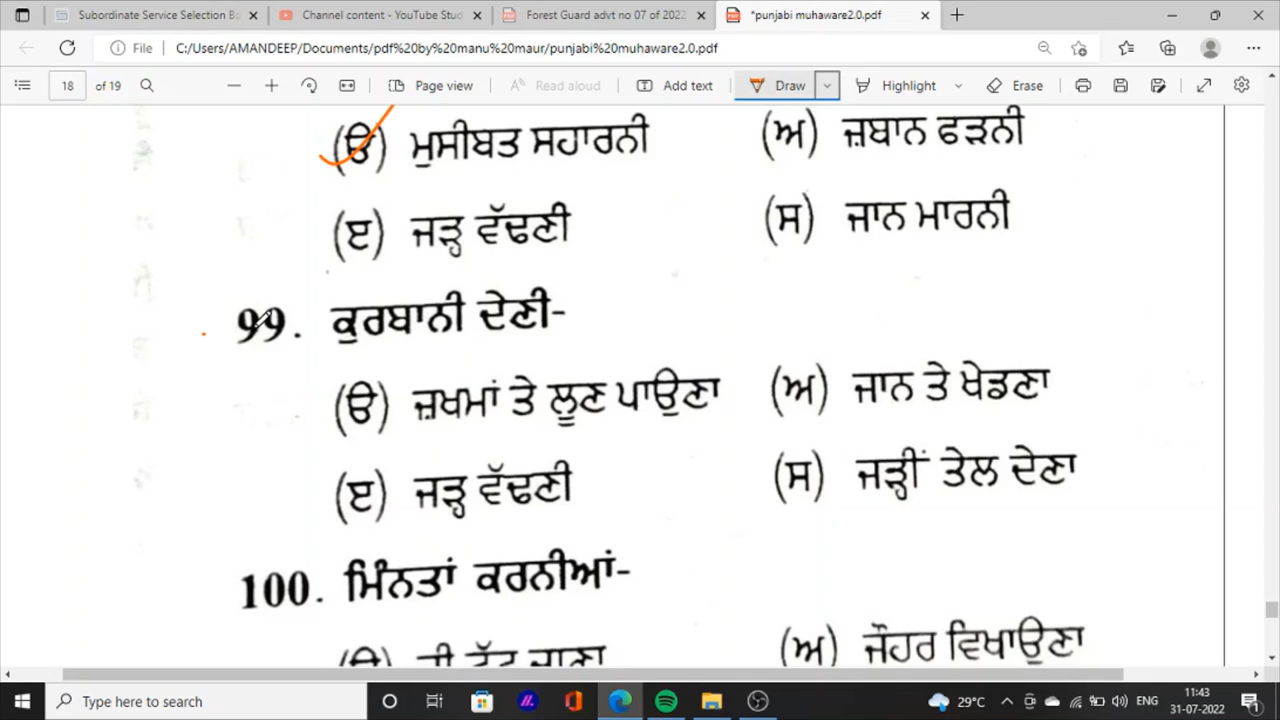 Subordinate Service Selection Bo
Channel content - YouTube Stud
Forest Guard advt no 07 of 2022
*punjabi muhaware2.0.pdf
File
C:/Users/AMANDEEP/Documents/pdf%20by%20manu%20maur/punjabi%20muhaware2.0.pdf
18 of 19
Page view
Read aloud
Add text
Draw
Highlight
Erase
(ੳ) ਮੁਸੀਬਤ ਸਹਾਰਨੀ (ਅ) ਜ਼ਬਾਨ ਫੜਨੀ
(ੲ) ਜੜ੍ਹ ਵੱਢਣੀ (ਸ) ਜਾਨ ਮਾਰਨੀ
99. ਕੁਰਬਾਨੀ ਦੇਣੀ-
(ੳ) ਜ਼ਖਮਾਂ ਤੇ ਲੂਣ ਪਾਉਣਾ (ਅ) ਜਾਨ ਤੇ ਖੇਡਣਾ
(ੲ) ਜੜ੍ਹ ਵੱਢਣੀ (ਸ) ਜੜ੍ਹੀਂ ਤੇਲ ਦੇਣਾ
100. ਮਿੰਨਤਾਂ ਕਰਨੀਆਂ-
(ਅ) ਜੌਹਰ ਵਿਖਾਉਣਾ
Type here to search
29°C
ENG
11:43
31-07-2022